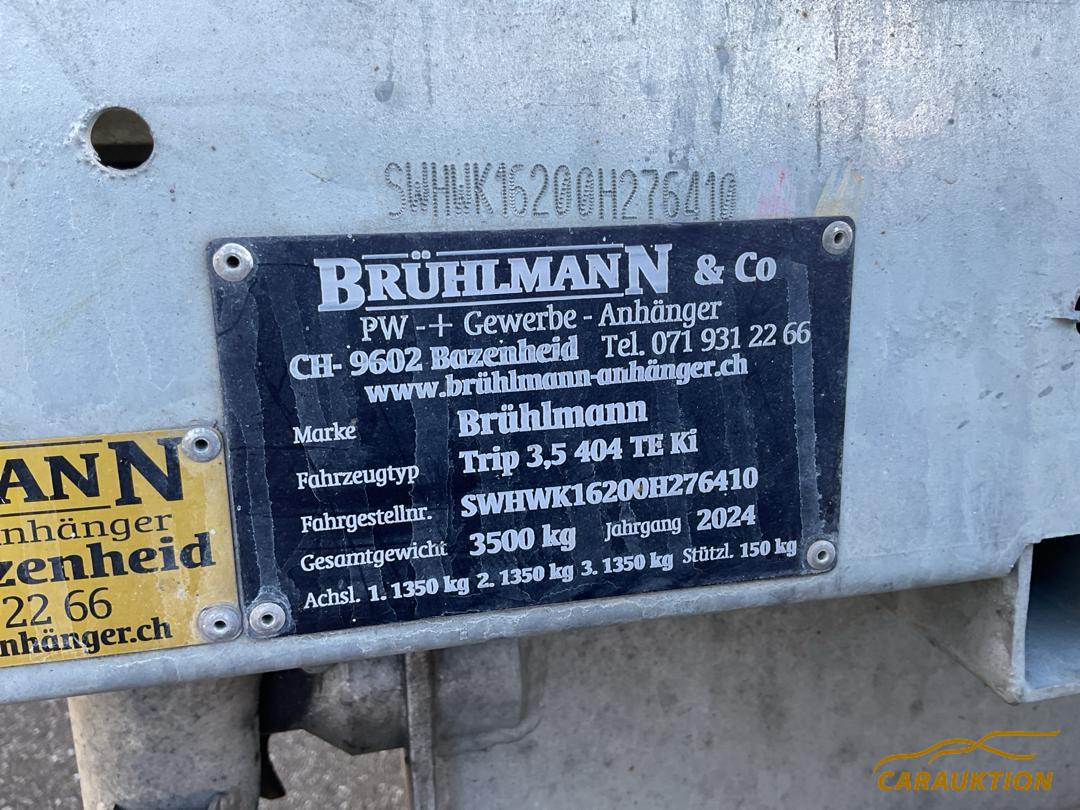 SWHWK16200H276410
BRÜHLMANN & Co
PW -+ Gewerbe - Anhänger
CH- 9602 Bazenheid Tel. 071 931 22 66
www.brühlmann-anhänger.ch
Marke Brühlmann
Fahrzeugtyp Trip 3,5 404 TE Ki
Fahrgestellnr. SWHWK16200H276410
Gesamtgewicht 3500 kg Jahrgang 2024
Achsl. 1. 1350 kg 2. 1350 kg 3. 1350 kg Stützl. 150 kg
MANN
nhänger
zenheid
22 66
nhänger.ch
CARAUKTION